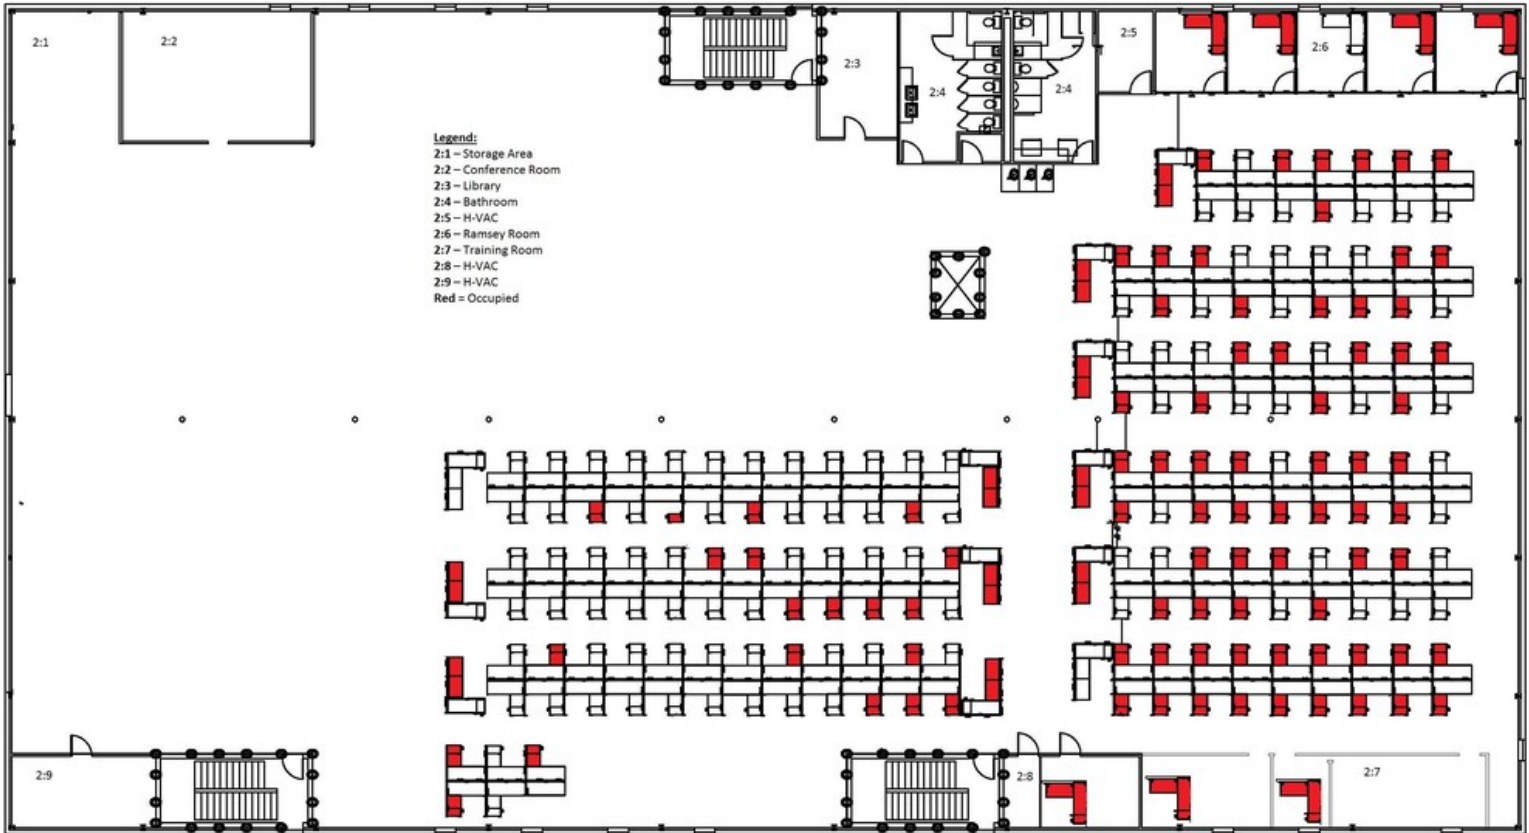 2:1
2:2
2:3
2:4
2:4
2:5
2:6
Legend:
2:1 – Storage Area
2:2 – Conference Room
2:3 – Library
2:4 – Bathroom
2:5 – H-VAC
2:6 – Ramsey Room
2:7 – Training Room
2:8 – H-VAC
2:9 – H-VAC
Red = Occupied
2:9
2:8
2:7